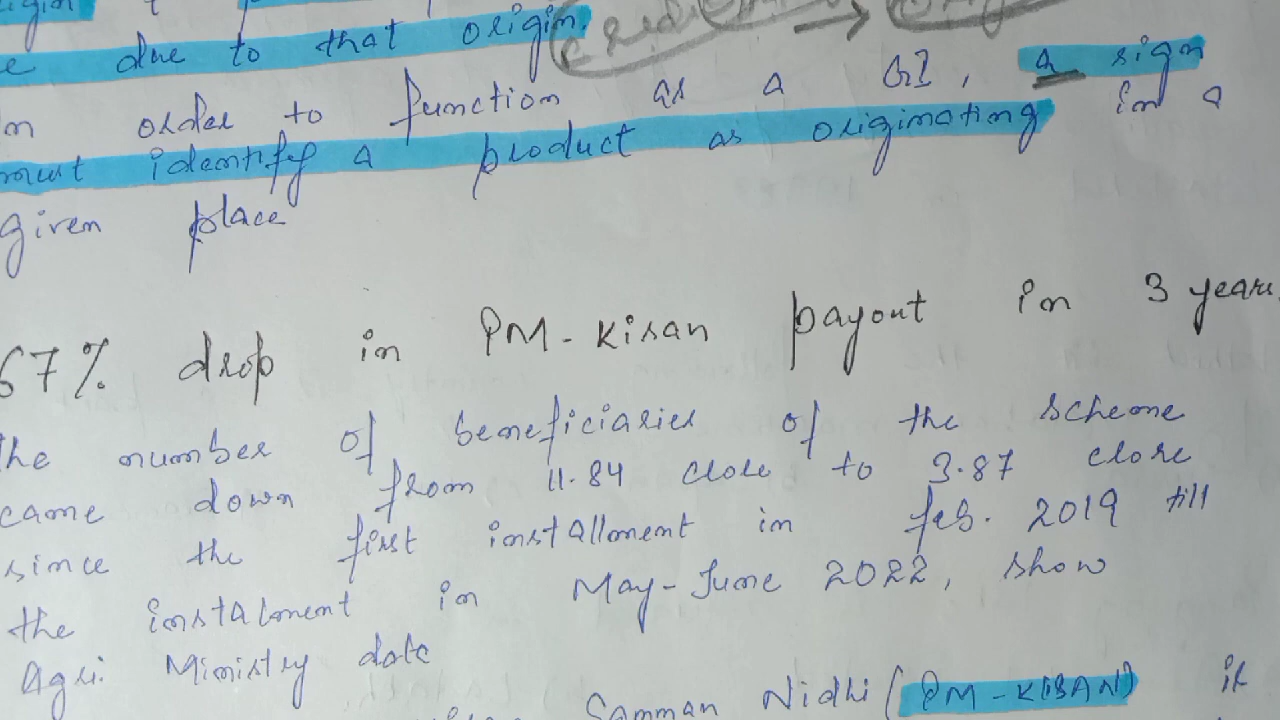 due to that origin.
order to function as a GI, a sign
must identify a product as originating in a
given place
67% drop in PM-Kisan payout in 3 years.
the number of beneficiaries of the scheme
came down from 11.84 crore to 3.87 crore
since the first installment in feb. 2019 till
the instalment in May-June 2022, show
Agri. Ministry data
Samman Nidhi (PM-KISAN) is